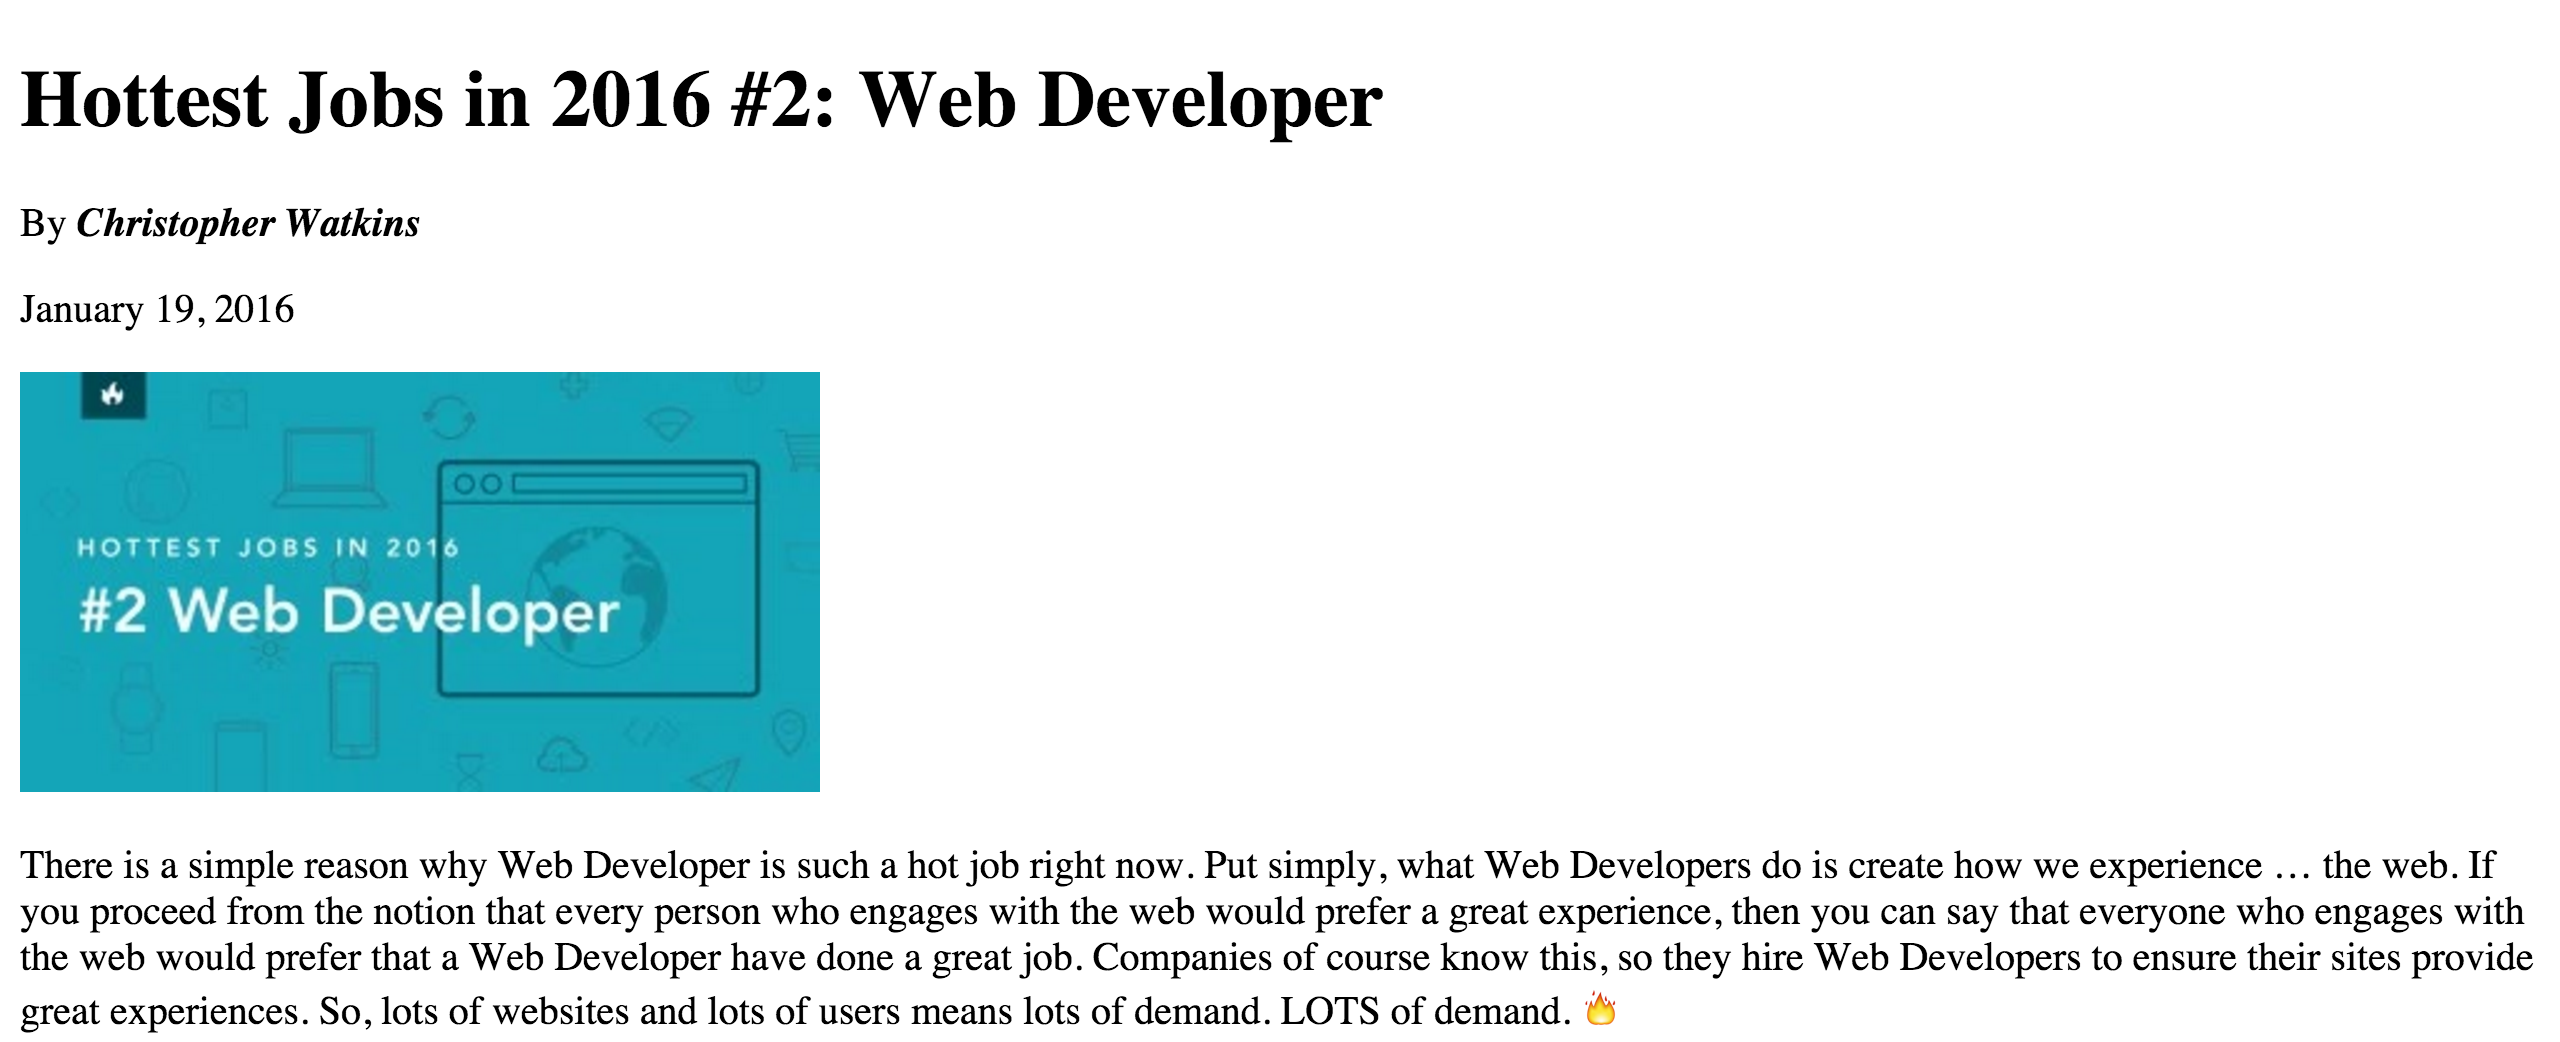 Hottest Jobs in 2016 #2: Web Developer
By Christopher Watkins
January 19, 2016
HOTTEST JOBS IN 2016
#2 Web Developer
There is a simple reason why Web Developer is such a hot job right now. Put simply, what Web Developers do is create how we experience … the web. If
you proceed from the notion that every person who engages with the web would prefer a great experience, then you can say that everyone who engages with
the web would prefer that a Web Developer have done a great job. Companies of course know this, so they hire Web Developers to ensure their sites provide
great experiences. So, lots of websites and lots of users means lots of demand. LOTS of demand. 🔥